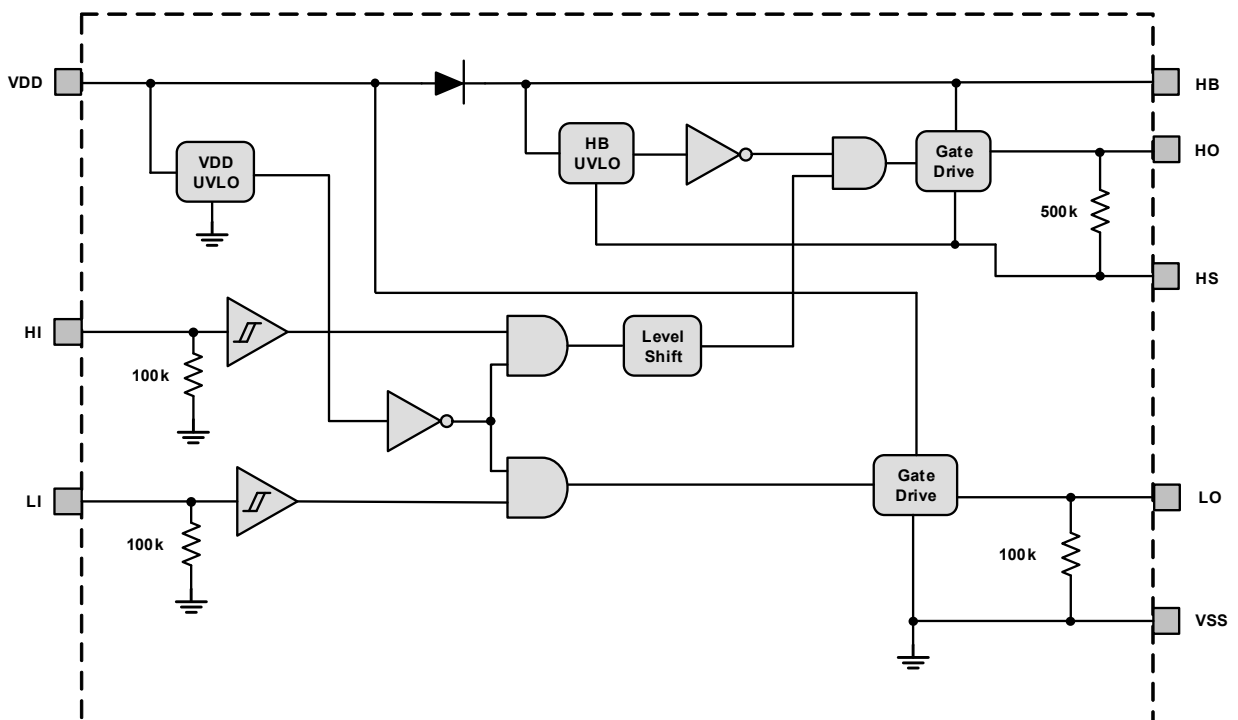 VDD
HB
HB
UVLO
Gate
Drive
HO
VDD
UVLO
500k
HS
HI
Level
Shift
100k
Gate
Drive
LI
LO
100k
100k
VSS